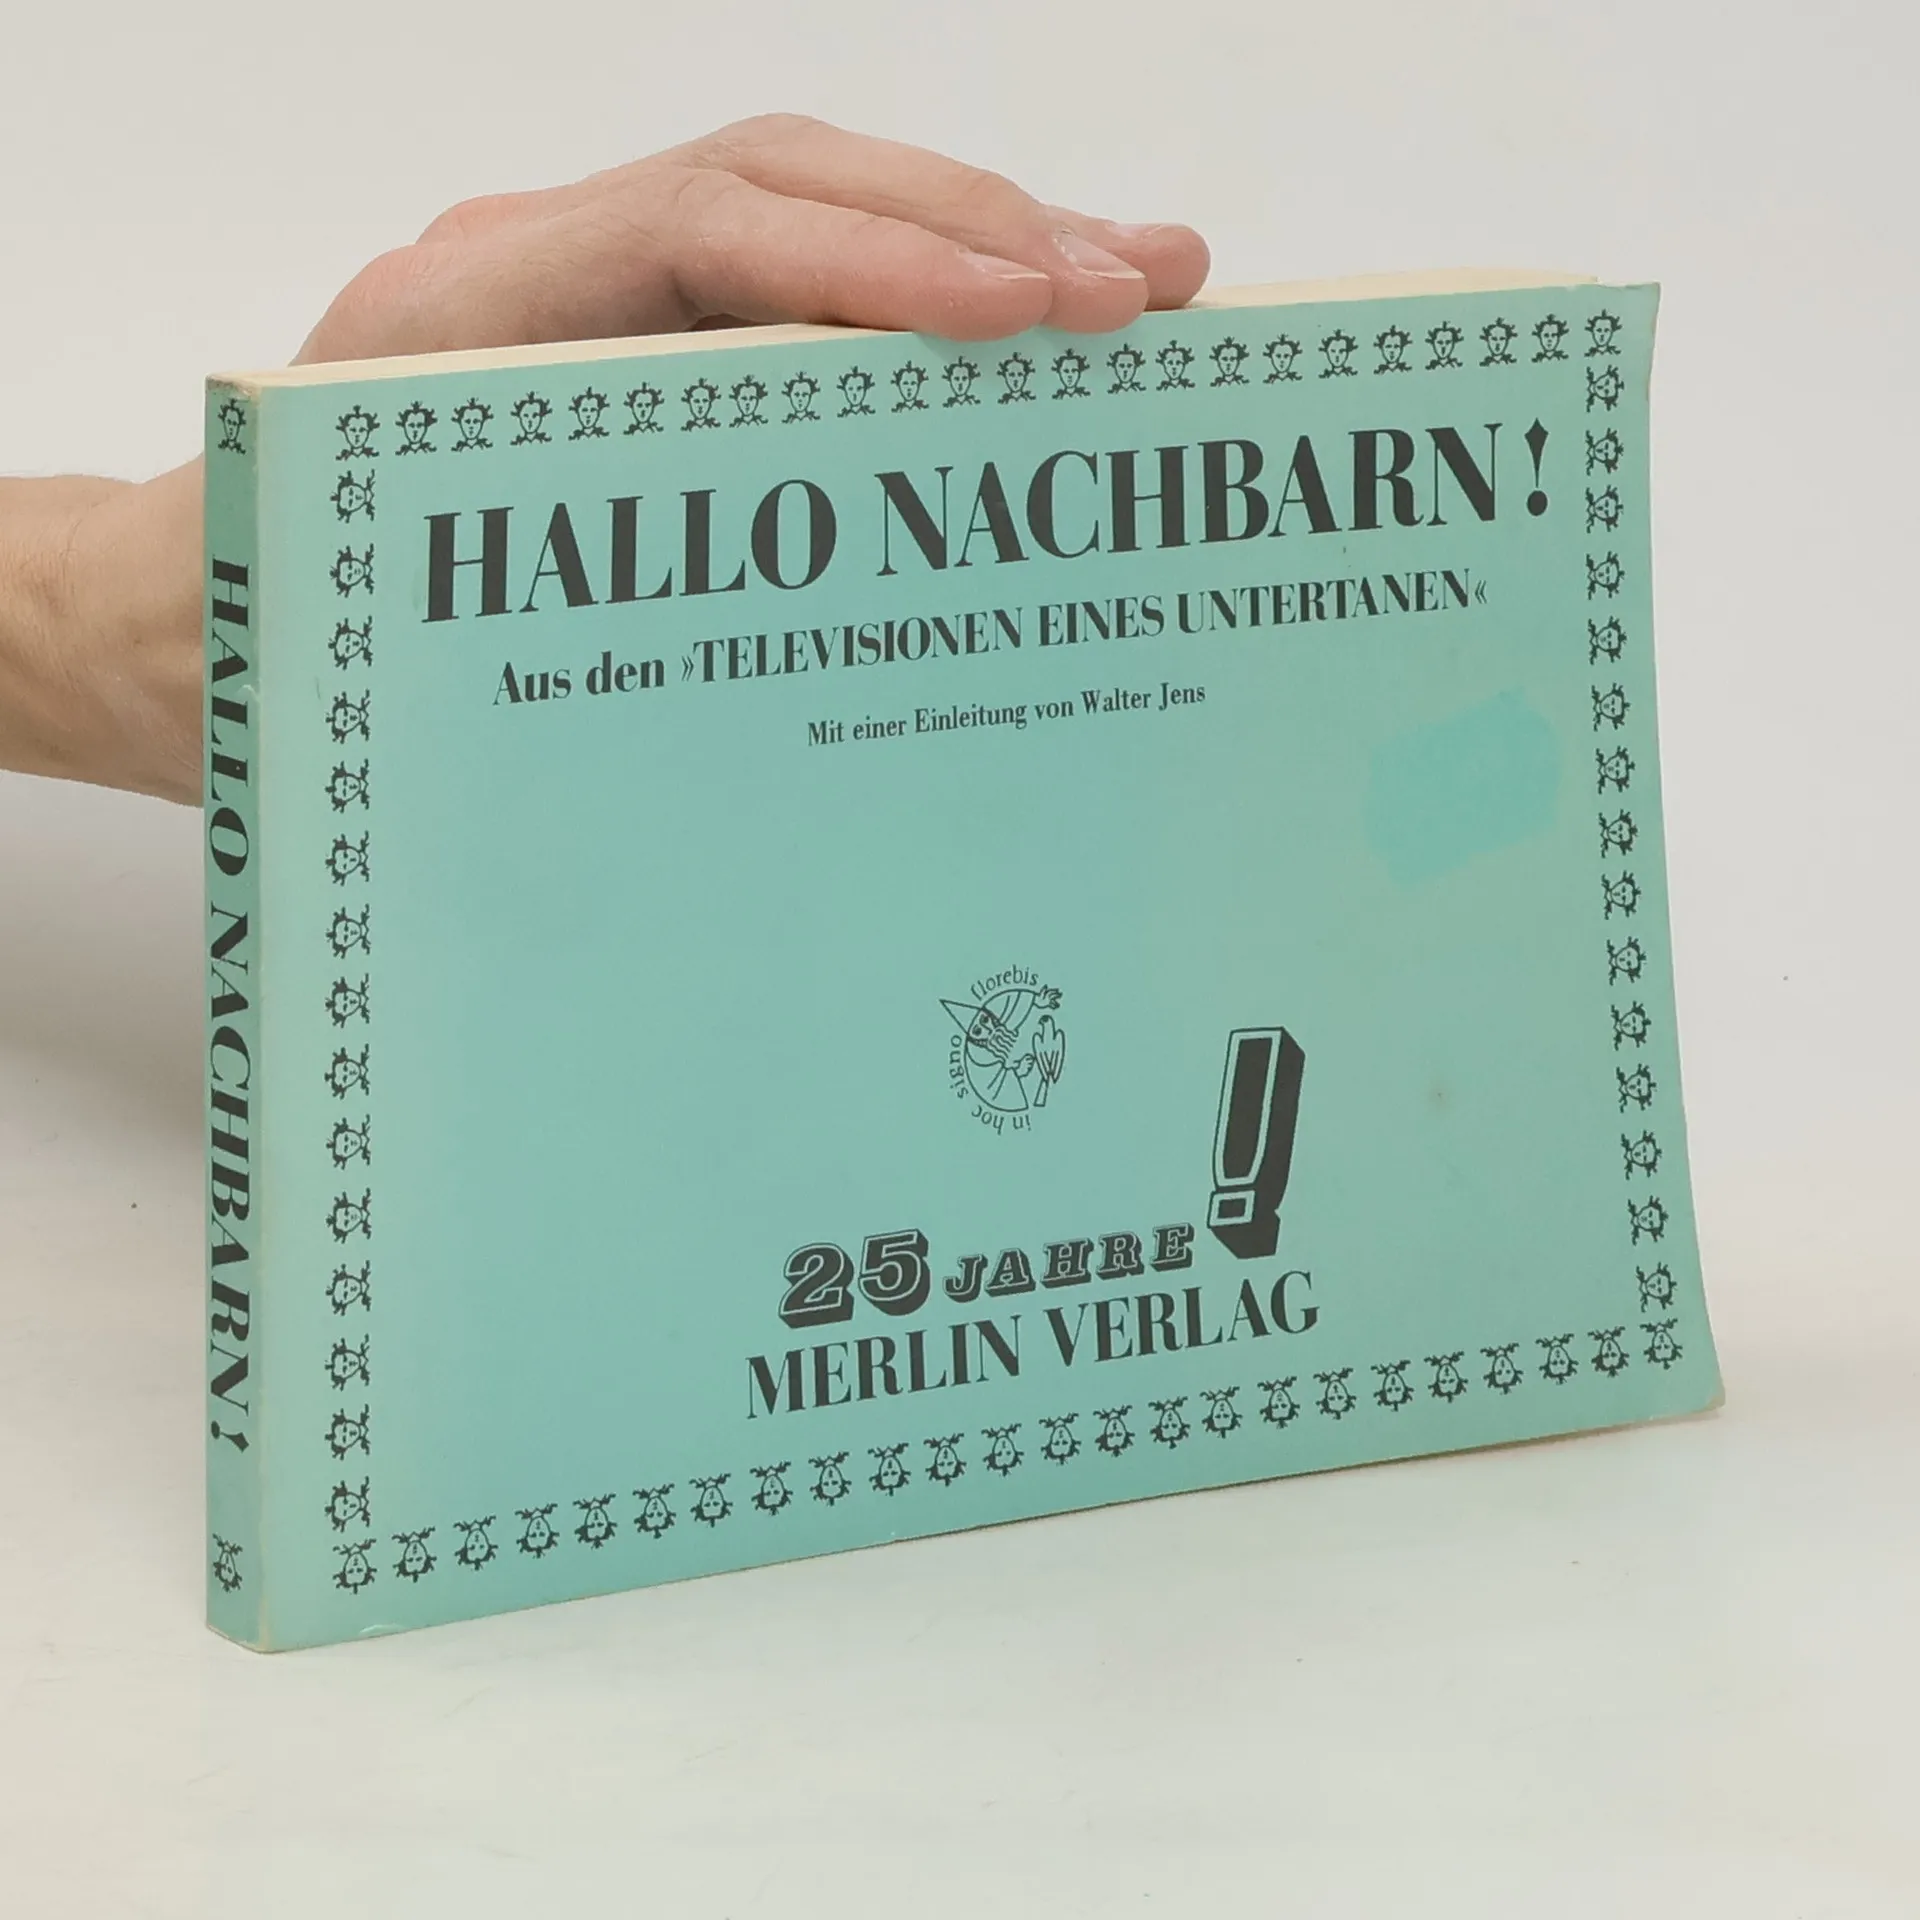 HALLO NACHBARN!
HALLO NACHBARN!
Aus den »TELEVISIONEN EINES UNTERTANEN«
Mit einer Einleitung von Walter Jens
in hoc signo florebis
25 JAHRE!
MERLIN VERLAG